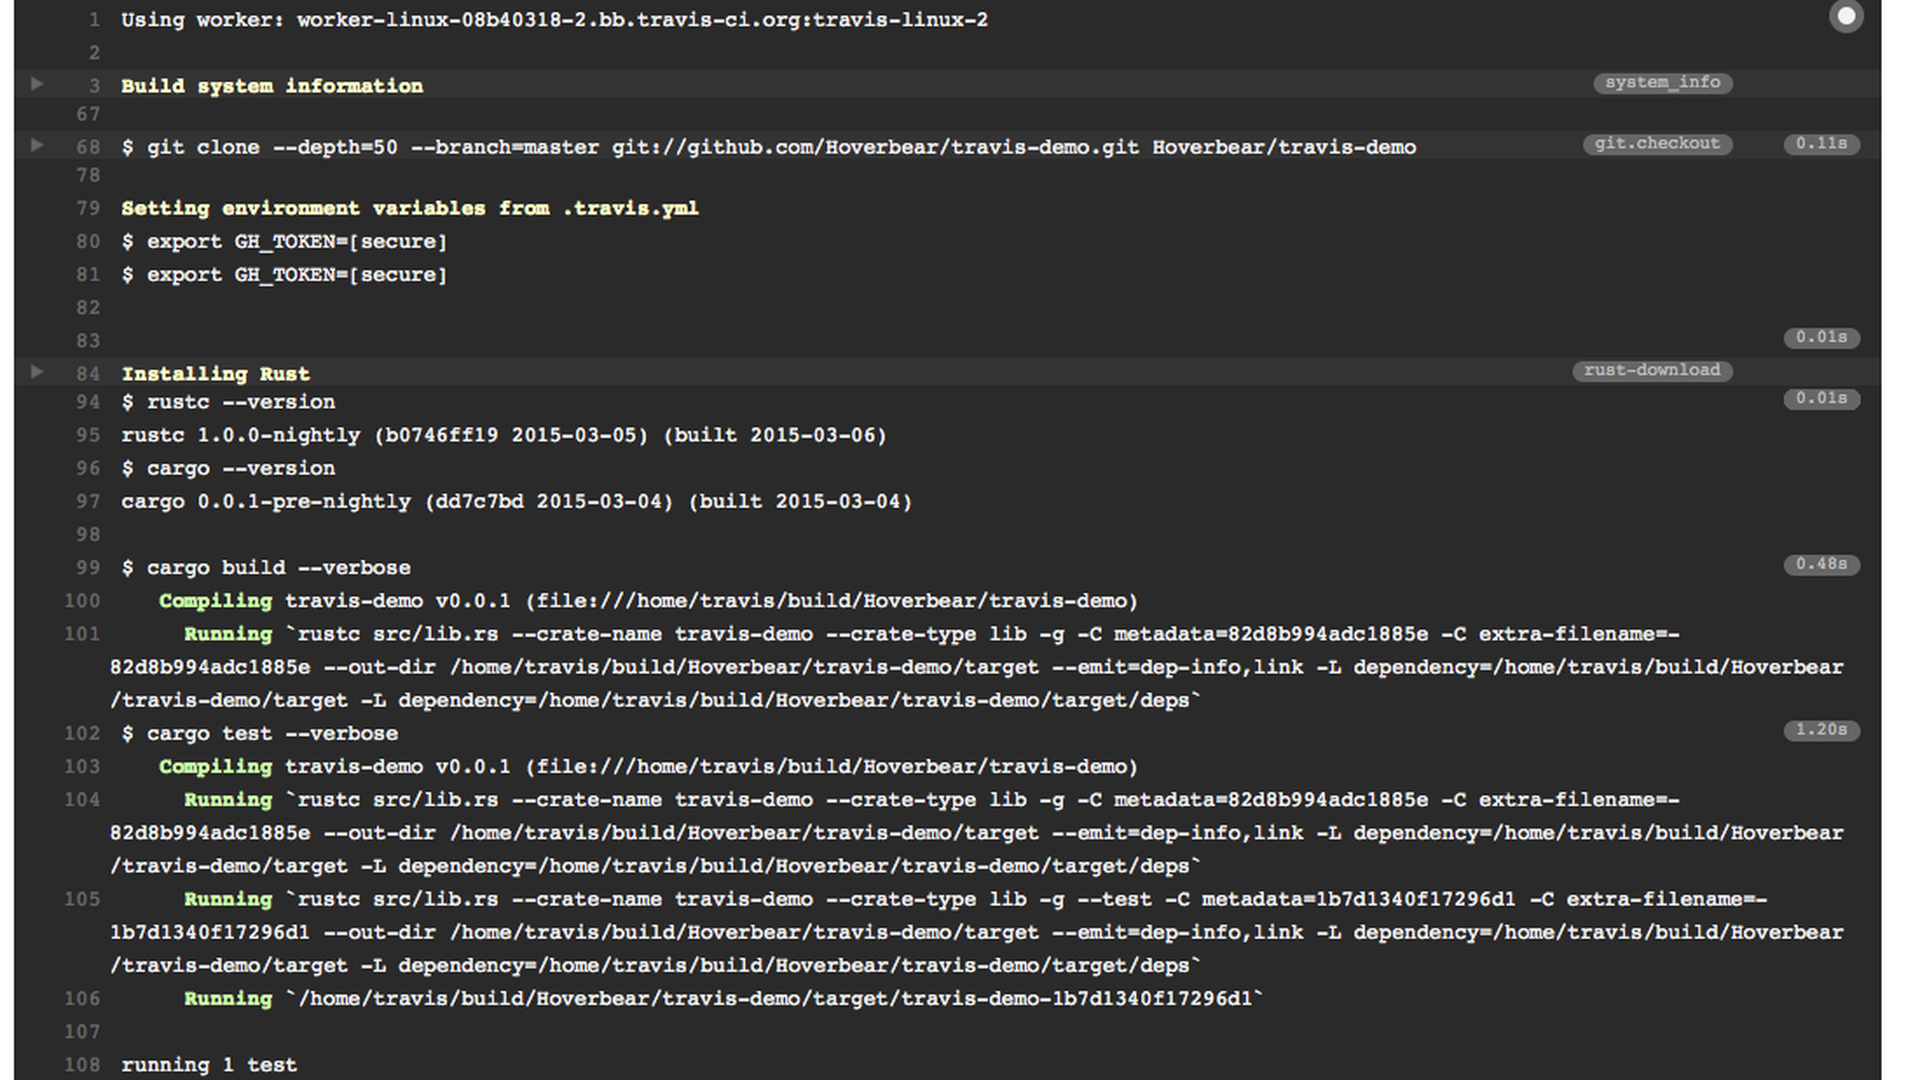 1 Using worker: worker-linux-08b40318-2.bb.travis-ci.org:travis-linux-2
2
3 Build system information system_info
67
68 $ git clone --depth=50 --branch=master git://github.com/Hoverbear/travis-demo.git Hoverbear/travis-demo git.checkout 0.11s
78
79 Setting environment variables from .travis.yml
80 $ export GH_TOKEN=[secure]
81 $ export GH_TOKEN=[secure]
82
83 0.01s
84 Installing Rust rust-download
94 $ rustc --version 0.01s
95 rustc 1.0.0-nightly (b0746ff19 2015-03-05) (built 2015-03-06)
96 $ cargo --version
97 cargo 0.0.1-pre-nightly (dd7c7bd 2015-03-04) (built 2015-03-04)
98
99 $ cargo build --verbose 0.48s
100 Compiling travis-demo v0.0.1 (file:///home/travis/build/Hoverbear/travis-demo)
101 Running `rustc src/lib.rs --crate-name travis-demo --crate-type lib -g -C metadata=82d8b994adc1885e -C extra-filename=-
82d8b994adc1885e --out-dir /home/travis/build/Hoverbear/travis-demo/target --emit=dep-info,link -L dependency=/home/travis/build/Hoverbear
/travis-demo/target -L dependency=/home/travis/build/Hoverbear/travis-demo/target/deps`
102 $ cargo test --verbose 1.20s
103 Compiling travis-demo v0.0.1 (file:///home/travis/build/Hoverbear/travis-demo)
104 Running `rustc src/lib.rs --crate-name travis-demo --crate-type lib -g -C metadata=82d8b994adc1885e -C extra-filename=-
82d8b994adc1885e --out-dir /home/travis/build/Hoverbear/travis-demo/target --emit=dep-info,link -L dependency=/home/travis/build/Hoverbear
/travis-demo/target -L dependency=/home/travis/build/Hoverbear/travis-demo/target/deps`
105 Running `rustc src/lib.rs --crate-name travis-demo --crate-type lib -g --test -C metadata=1b7d1340f17296d1 -C extra-filename=-
1b7d1340f17296d1 --out-dir /home/travis/build/Hoverbear/travis-demo/target --emit=dep-info,link -L dependency=/home/travis/build/Hoverbear
/travis-demo/target -L dependency=/home/travis/build/Hoverbear/travis-demo/target/deps`
106 Running `/home/travis/build/Hoverbear/travis-demo/target/travis-demo-1b7d1340f17296d1`
107
108 running 1 test